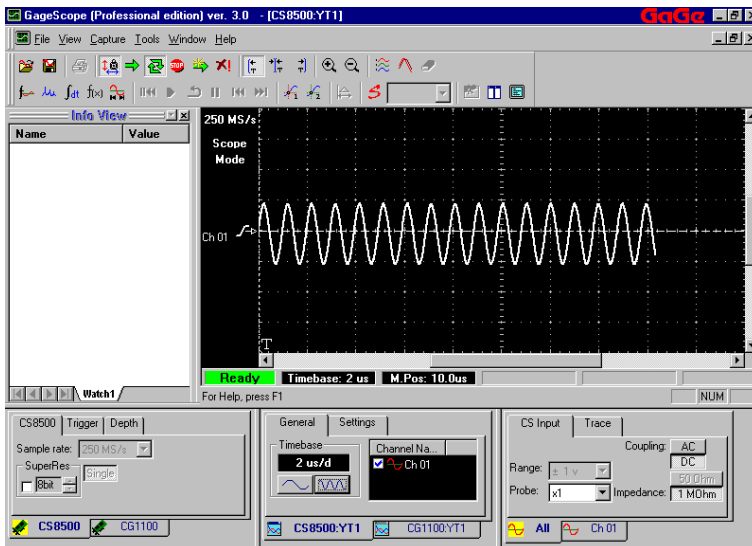 GageScope (Professional edition) ver. 3.0 - [CS8500:YT1]
GaGe
File View Capture Tools Window Help
STOP
f(x)
Info View
Name Value
250 MS/s
Scope
Mode
Ch 01
T
Ready Timebase: 2 us M.Pos: 10.0us
Watch1
For Help, press F1
NUM
CS8500 Trigger Depth
Sample rate: 250 MS/s
SuperRes
8bit Single
CS8500 CG1100
General Settings
Timebase
2 us/d
Channel Na...
Ch 01
CS8500:YT1 CG1100:YT1
CS Input Trace
Coupling: AC
DC
Range: ± 1 v
50 Ohm
Probe: x1 Impedance: 1 MOhm
All Ch 01